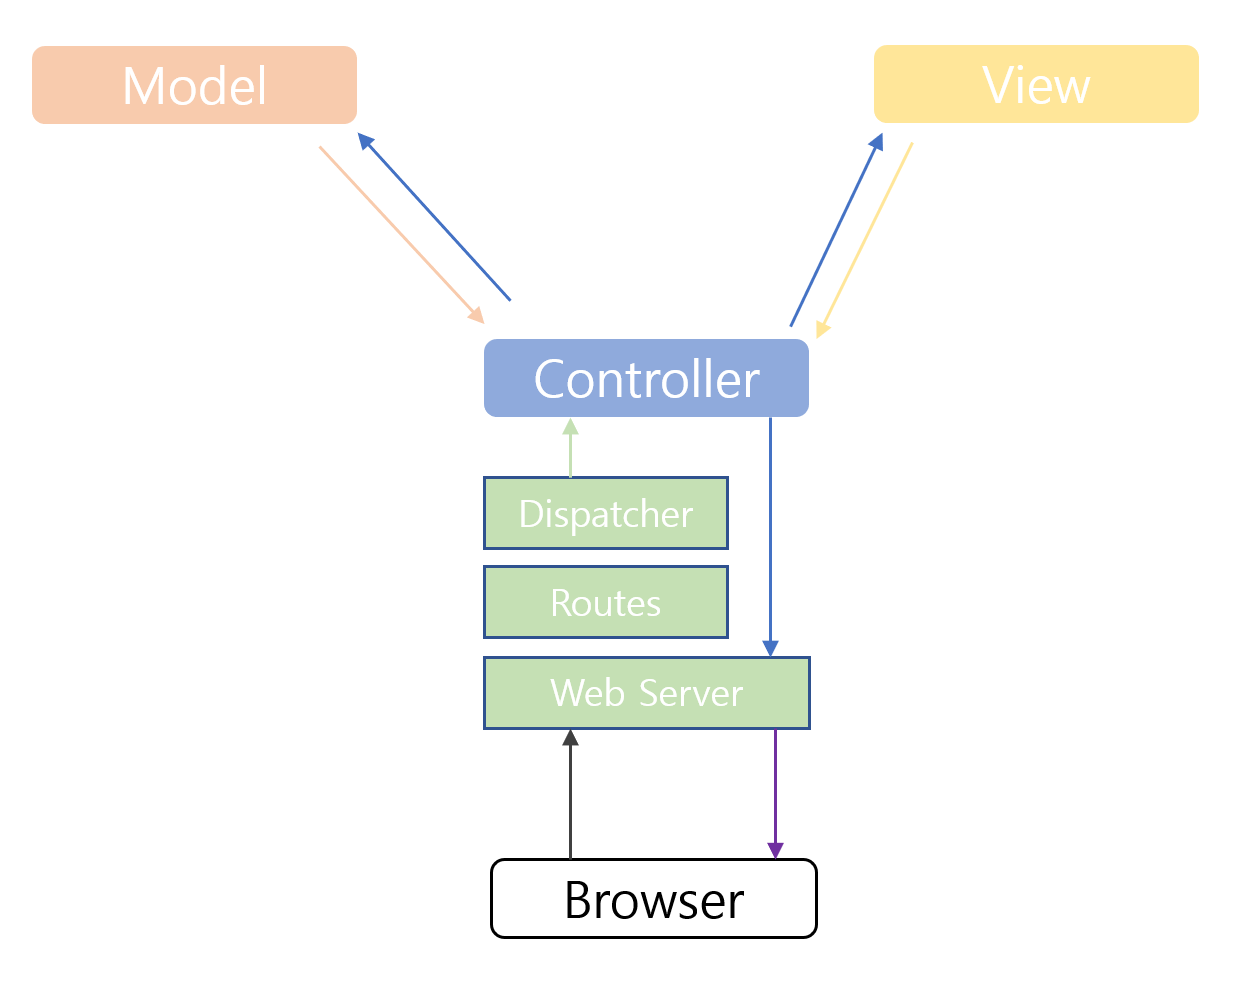 Model
View
Controller
Dispatcher
Routes
Web Server
Browser